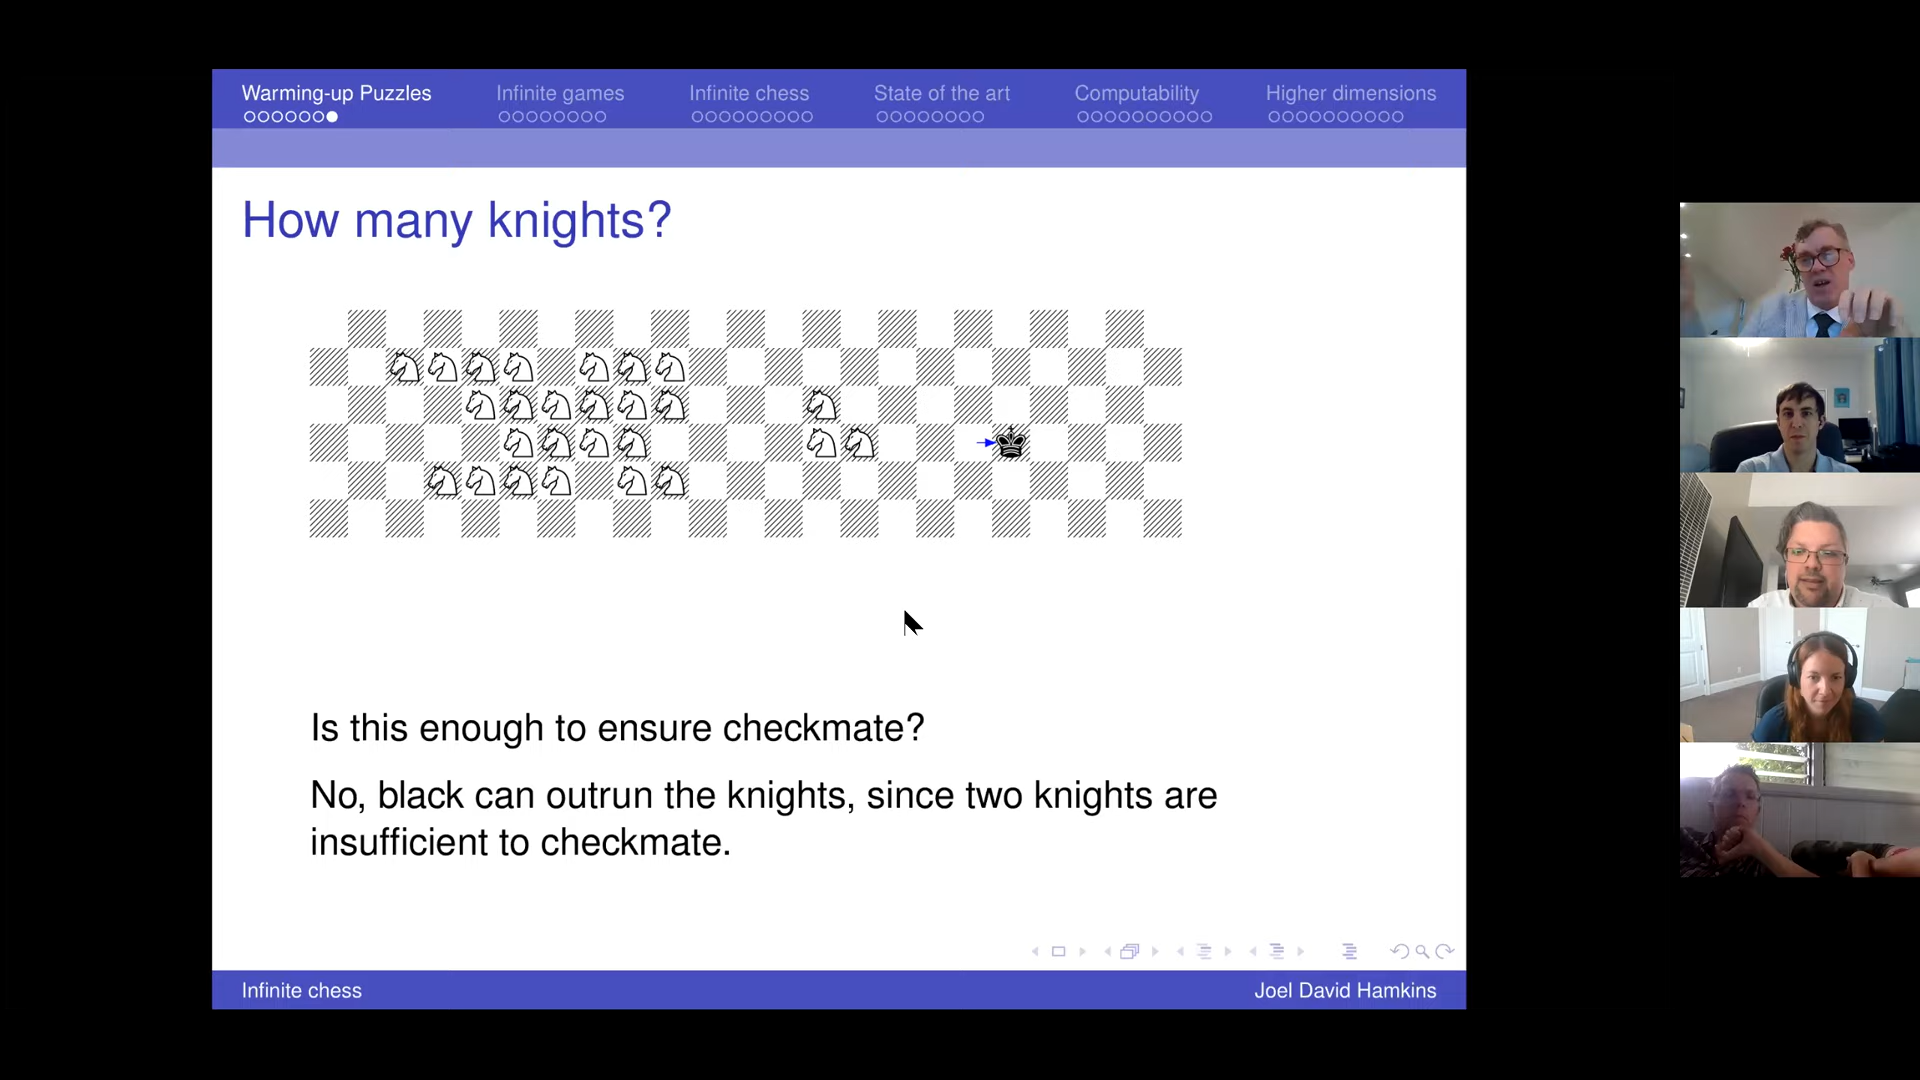 Warming-up Puzzles Infinite games Infinite chess State of the art Computability Higher dimensions
How many knights?
Is this enough to ensure checkmate?
No, black can outrun the knights, since two knights are
insufficient to checkmate.
Infinite chess Joel David Hamkins